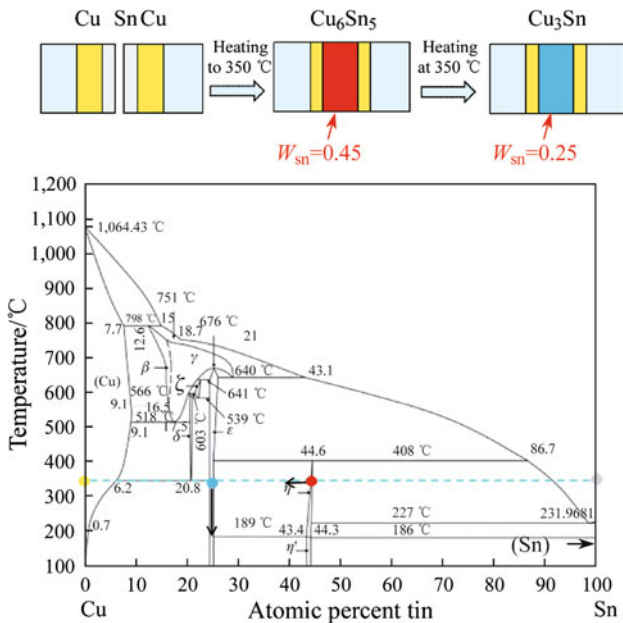 Cu Sn Cu Cu₆Sn₅ Cu₃Sn
Heating
to 350 ℃
Heating
at 350 ℃
W_sn=0.45 W_sn=0.25
1,200
1,100
1,064.43 ℃
1,000
900
751 ℃
800
798 ℃ 15
7.7
12.6
18.7
676 ℃
21
700
γ
β
640 ℃
43.1
600
(Cu)
566 ℃
ζ
641 ℃
9.1
16.5
539 ℃
500
518 ℃
9.1
δ
603 ℃
ε
44.6
408 ℃
86.7
400
300
6.2
20.8
η
227 ℃
231.9681
200
0.7
189 ℃
43.4
44.3
186 ℃
η'
(Sn)
100
Temperature/℃
0 10 20 30 40 50 60 70 80 90 100
Cu Atomic percent tin Sn